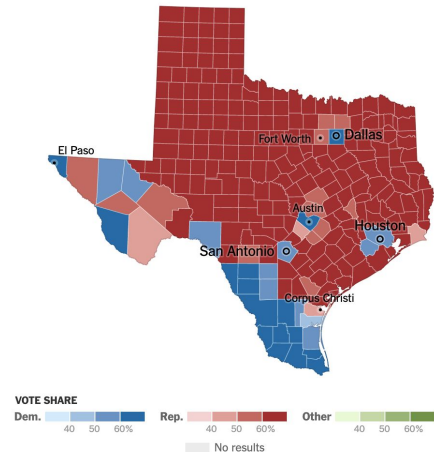 El Paso
Fort Worth
Dallas
Austin
Houston
San Antonio
Corpus Christi
VOTE SHARE
Dem. Rep. Other
40 50 60% 40 50 60% 40 50 60%
No results